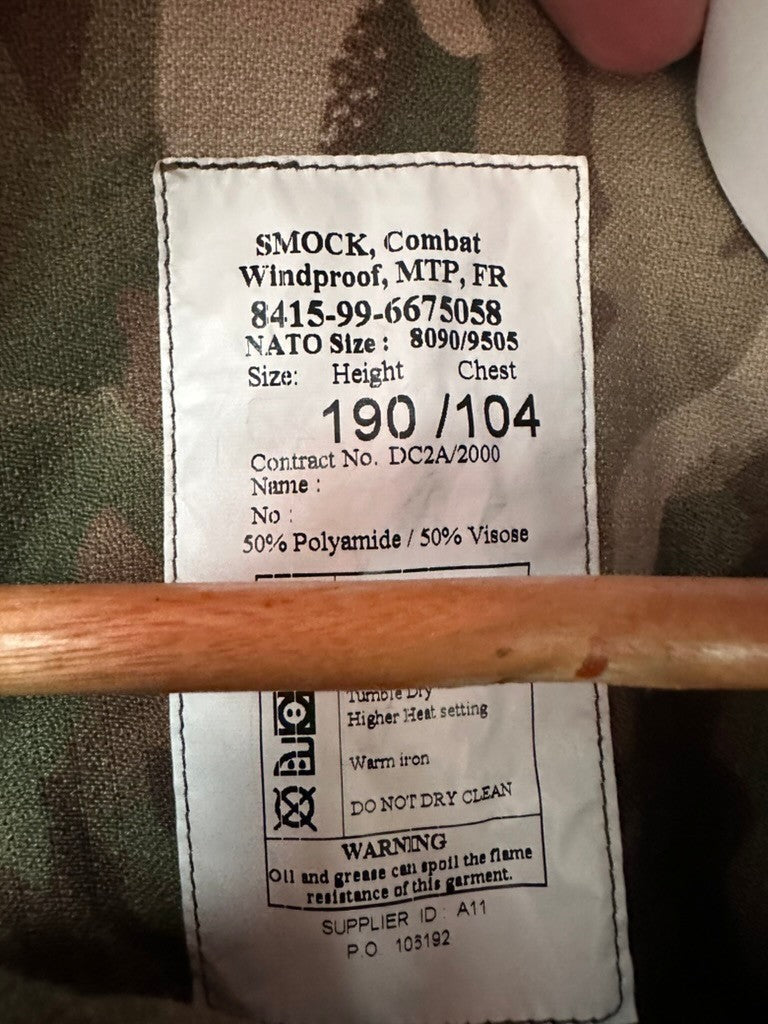 SMOCK, Combat
Windproof, MTP, FR
8415-99-6675058
NATO Size : 8090/9505
Size: Height Chest
190 /104
Contract No. DC2A/2000
Name :
No :
50% Polyamide / 50% Visose
Tumble Dry
Higher Heat setting
Warm iron
DO NOT DRY CLEAN
WARNING
Oil and grease can spoil the flame
resistance of this garment.
SUPPLIER ID : A11
P.O. 103192